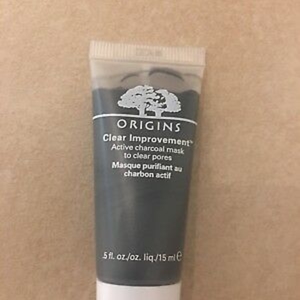 ORIGINS
Clear Improvement™
Active charcoal mask
to clear pores
Masque purifiant au
charbon actif
.5 fl. oz./oz. liq./15 ml ℮